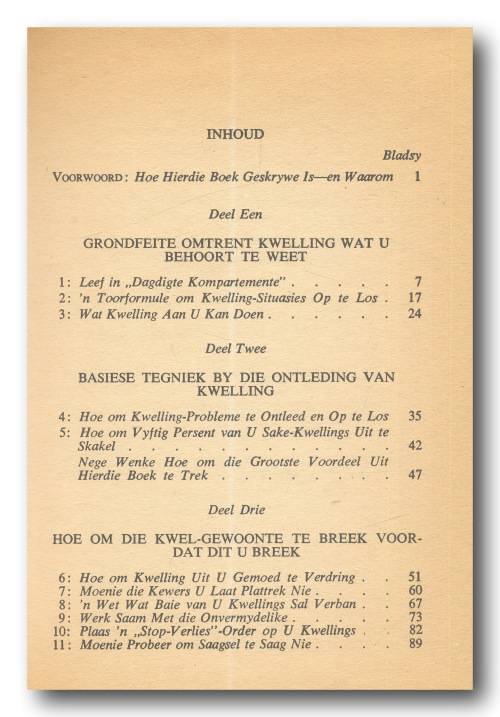 INHOUD
Bladsy
VOORWOORD: Hoe Hierdie Boek Geskrywe Is—en Waarom 1
Deel Een
GRONDFEITE OMTRENT KWELLING WAT U
BEHOORT TE WEET
1: Leef in „Dagdigte Kompartemente" . . . . . 7
2: 'n Toorformule om Kwelling-Situasies Op te Los . 17
3: Wat Kwelling Aan U Kan Doen . . . . . . 24
Deel Twee
BASIESE TEGNIEK BY DIE ONTLEDING VAN
KWELLING
4: Hoe om Kwelling-Probleme te Ontleed en Op te Los 35
5: Hoe om Vyftig Persent van U Sake-Kwellings Uit te
Skakel . . . . . . . . . . . . 42
Nege Wenke Hoe om die Grootste Voordeel Uit
Hierdie Boek te Trek . . . . . . . . 47
Deel Drie
HOE OM DIE KWEL-GEWOONTE TE BREEK VOOR-
DAT DIT U BREEK
6: Hoe om Kwelling Uit U Gemoed te Verdring . . 51
7: Moenie die Kewers U Laat Plattrek Nie . . . . 60
8: 'n Wet Wat Baie van U Kwellings Sal Verban . . 67
9: Werk Saam Met die Onvermydelike . . . . . 73
10: Plaas 'n „Stop-Verlies"-Order op U Kwellings . . 82
11: Moenie Probeer om Saagsel te Saag Nie . . . . 89